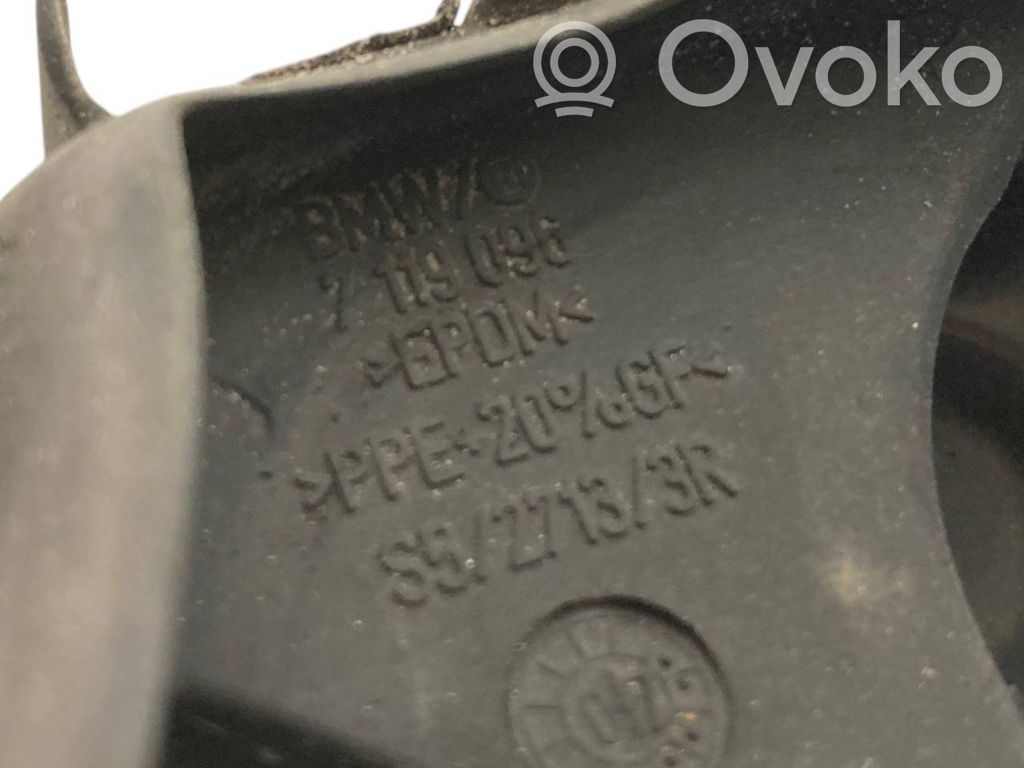 Ovoko
BMW/
7 119 096
>EPDM<
>PPE+20%GF<
S5/2713/3R